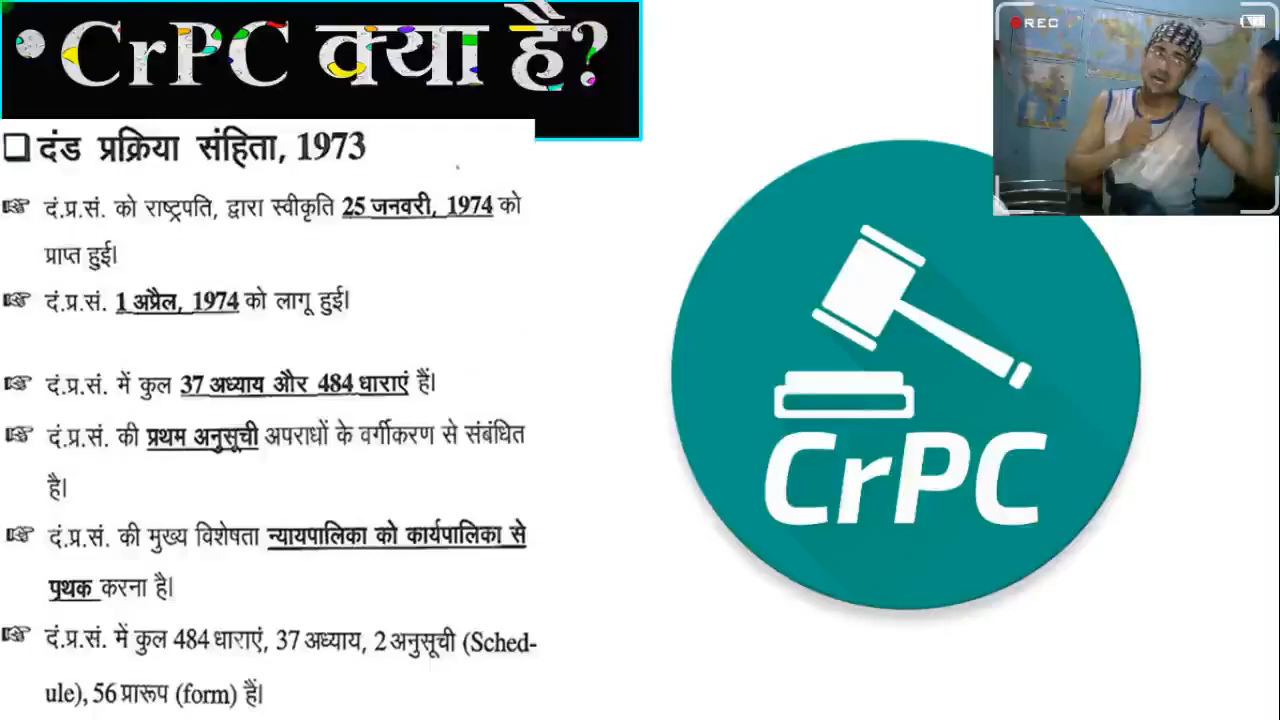 • CrPC क्या है?
REC
❑ दंड प्रक्रिया संहिता, 1973
☞ दं.प्र.सं. को राष्ट्रपति, द्वारा स्वीकृति 25 जनवरी, 1974 को
प्राप्त हुई।
☞ दं.प्र.सं. 1 अप्रैल, 1974 को लागू हुई।
☞ दं.प्र.सं. में कुल 37 अध्याय और 484 धाराएं हैं।
☞ दं.प्र.सं. की प्रथम अनुसूची अपराधों के वर्गीकरण से संबंधित
है।
☞ दं.प्र.सं. की मुख्य विशेषता न्यायपालिका को कार्यपालिका से
पृथक करना है।
☞ दं.प्र.सं. में कुल 484 धाराएं, 37 अध्याय, 2 अनुसूची (Sched-
ule), 56 प्रारूप (form) हैं।
CrPC